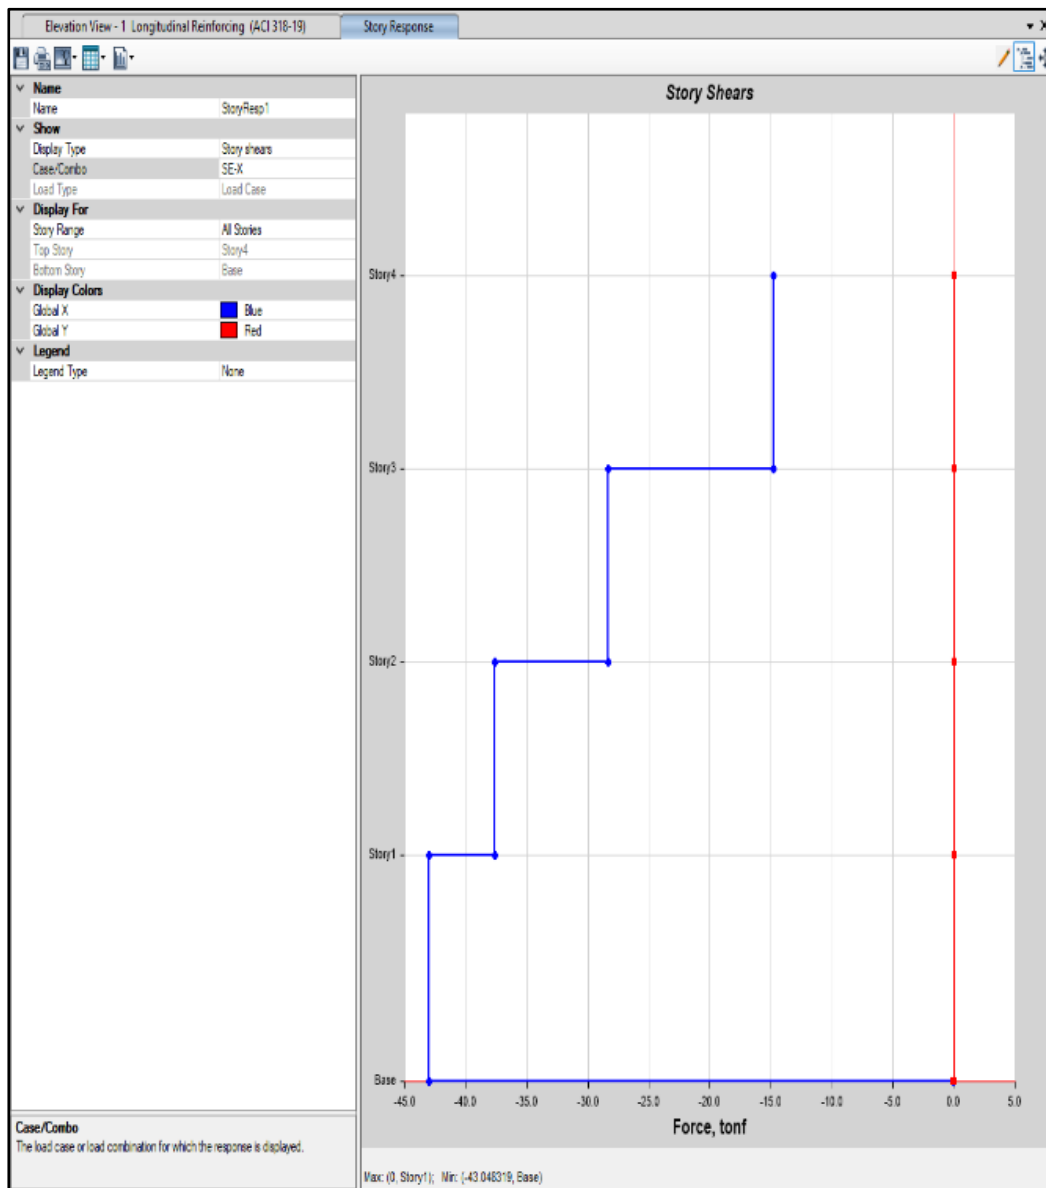 Elevation View - 1 Longitudinal Reinforcing (ACI 318-19)
Story Response
Name
Name StoryResp1
Show
Display Type Story shears
Case/Combo SE-X
Load Type Load Case
Display For
Story Range All Stories
Top Story Story4
Bottom Story Base
Display Colors
Global X Blue
Global Y Red
Legend
Legend Type None
Case/Combo
The load case or load combination for which the response is displayed.
Story Shears
Story4
Story3
Story2
Story1
Base
-45.0 -40.0 -35.0 -30.0 -25.0 -20.0 -15.0 -10.0 -5.0 0.0 5.0
Force, tonf
Max: (0, Story1); Min: (-43.048319, Base)